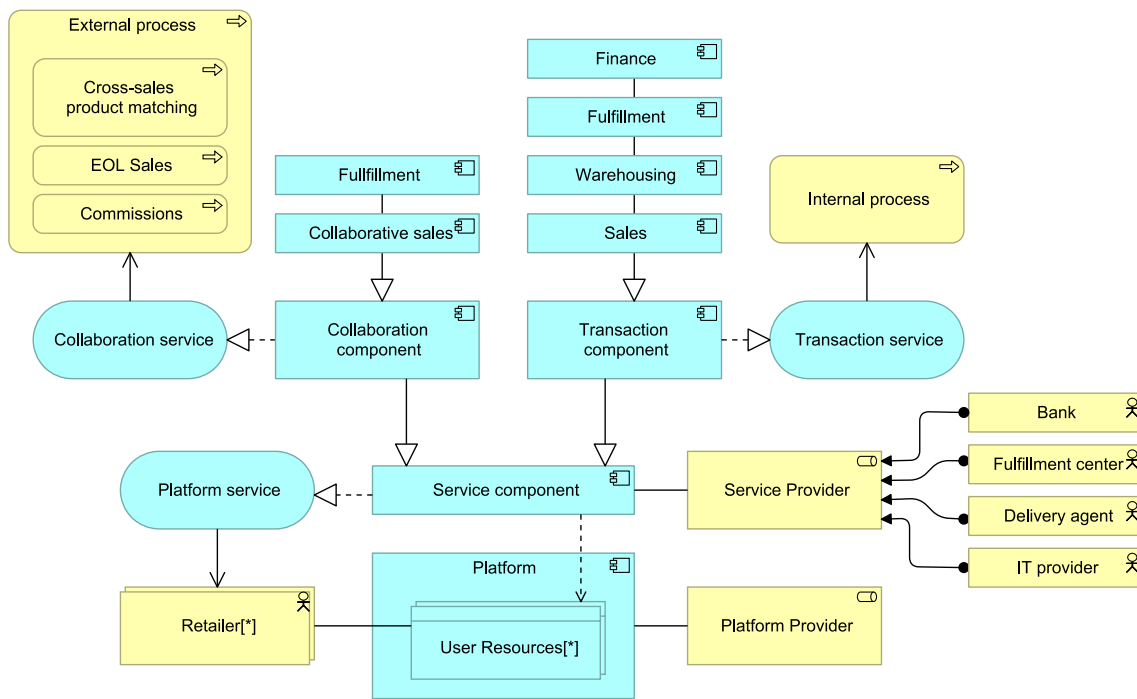 External process
Cross-sales
product matching
EOL Sales
Commissions
Finance
Fulfillment
Fullfillment
Warehousing
Internal process
Collaborative sales
Sales
Collaboration service
Collaboration
component
Transaction
component
Transaction service
Bank
Platform service
Service component
Service Provider
Fulfillment center
Delivery agent
IT provider
Platform
Retailer[*]
User Resources[*]
Platform Provider